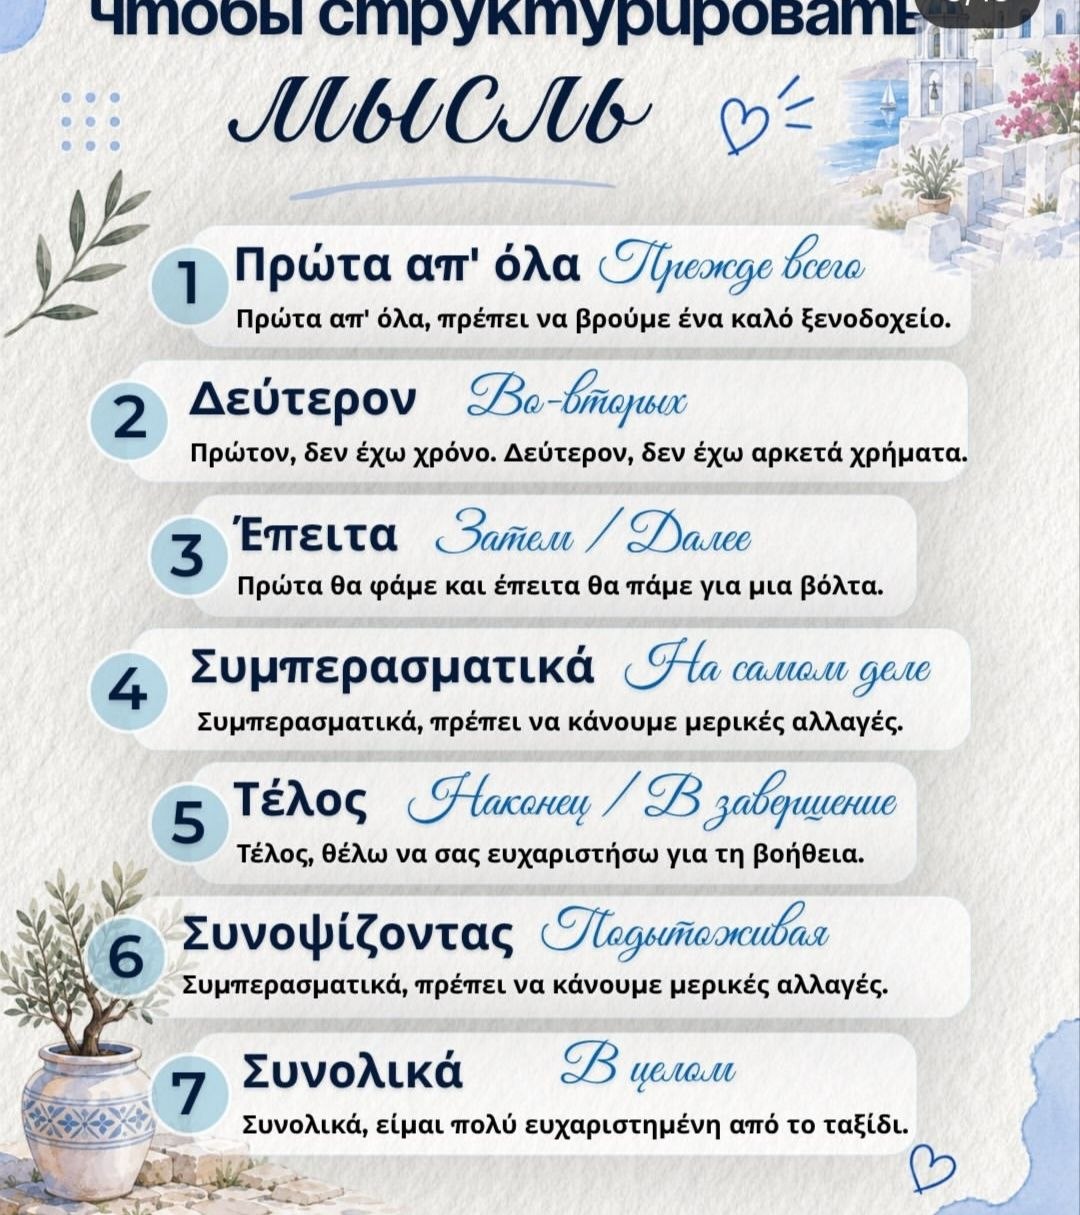 чтобы структурировать
мысль
1
Πρώτα απ' όλα Прежде всего
Πρώτα απ' όλα, πρέπει να βρούμε ένα καλό ξενοδοχείο.
2
Δεύτερον Во-вторых
Πρώτον, δεν έχω χρόνο. Δεύτερον, δεν έχω αρκετά χρήματα.
3
Έπειτα Затем / Далее
Πρώτα θα φάμε και έπειτα θα πάμε για μια βόλτα.
4
Συμπερασματικά На самом деле
Συμπερασματικά, πρέπει να κάνουμε μερικές αλλαγές.
5
Τέλος Наконец / В завершение
Τέλος, θέλω να σας ευχαριστήσω για τη βοήθεια.
6
Συνοψίζοντας Подытоживая
Συμπερασματικά, πρέπει να κάνουμε μερικές αλλαγές.
7
Συνολικά В целом
Συνολικά, είμαι πολύ ευχαριστημένη από το ταξίδι.